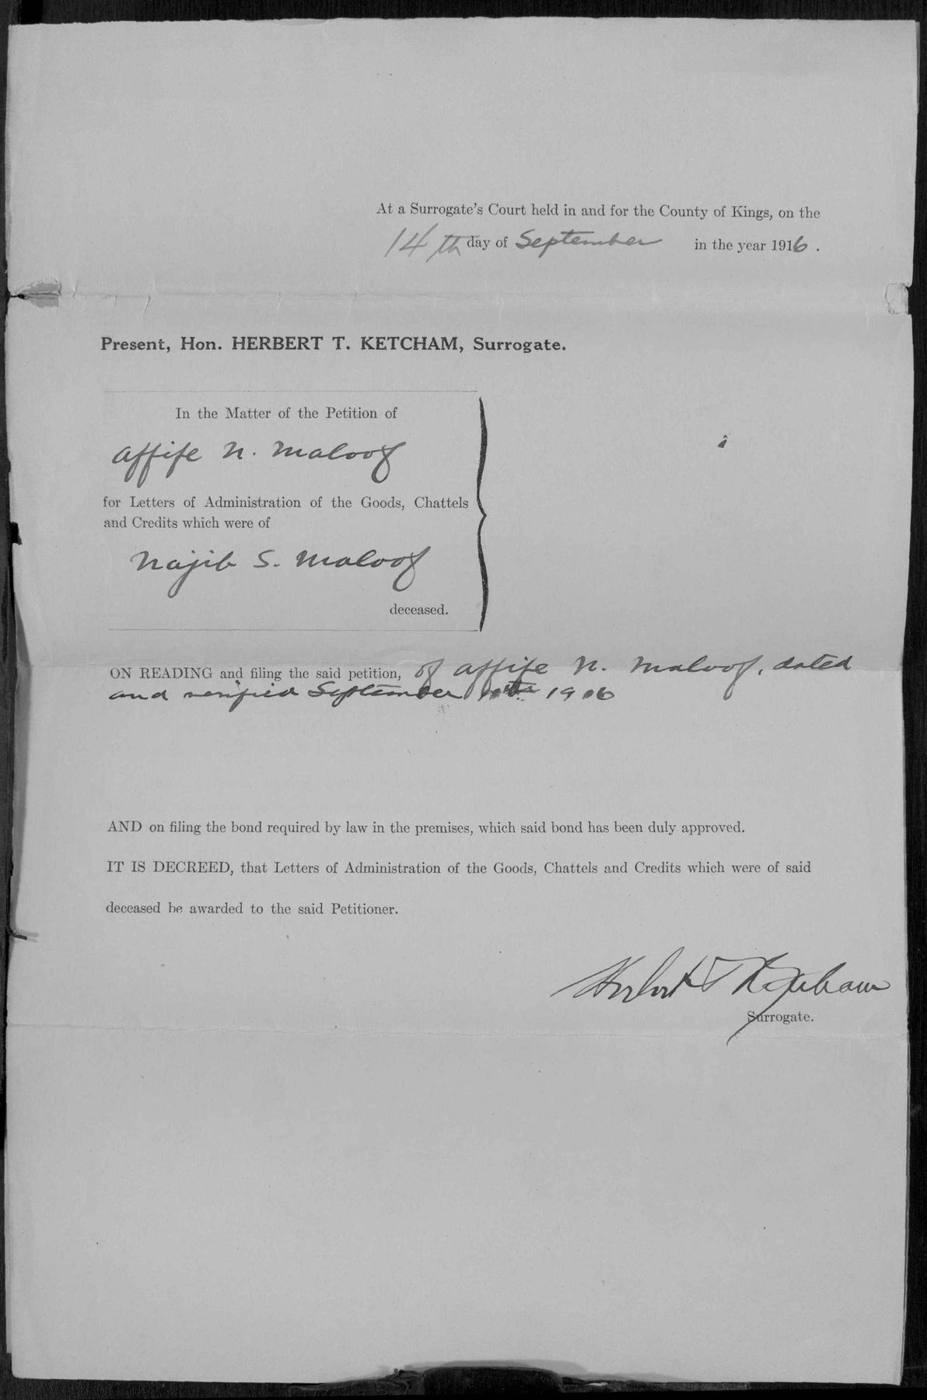 At a Surrogate's Court held in and for the County of Kings, on the
14th day of September in the year 1916.
Present, Hon. HERBERT T. KETCHAM, Surrogate.
In the Matter of the Petition of
Affife N. Maloof
for Letters of Administration of the Goods, Chattels
and Credits which were of
Najib S. Maloof
deceased.
ON READING and filing the said petition, of Affife N. Maloof, dated
and verified September 1916
AND on filing the bond required by law in the premises, which said bond has been duly approved.
IT IS DECREED, that Letters of Administration of the Goods, Chattels and Credits which were of said
deceased be awarded to the said Petitioner.
Herbert T Ketcham
Surrogate.